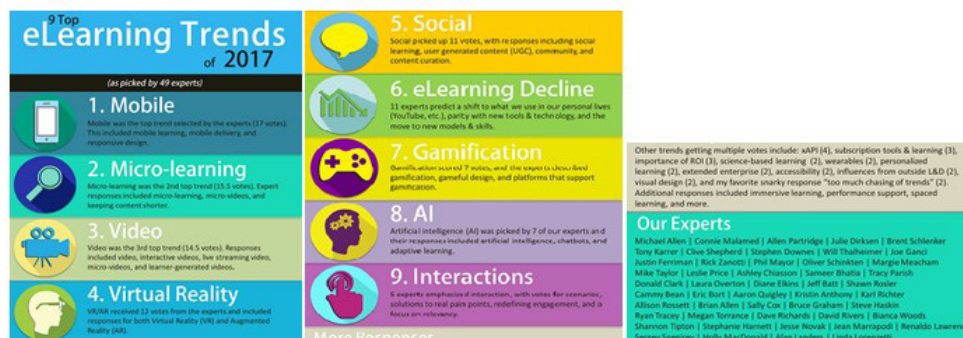 9 Top
eLearning Trends
of 2017
(as picked by 49 experts)
1. Mobile
Mobile was the top trend selected by the experts (17 votes).
This included mobile learning, mobile delivery, and
responsive design.
2. Micro-learning
Micro-learning was the 2nd top trend (15.5 votes). Expert
responses included micro-learning, micro-videos, and
keeping content shorter.
3. Video
Video was the 3rd top trend (14.5 votes). Responses
included video, interactive videos, live streaming video,
micro-videos, and learner-generated videos.
4. Virtual Reality
VR/AR received 12 votes from the experts and included
responses for both Virtual Reality (VR) and Augmented
Reality (AR).
5. Social
Social picked up 11 votes, with responses including social
learning, user generated content (UGC), community, and
content curation.
6. eLearning Decline
11 experts predict a shift to what we use in our personal lives
(YouTube, etc.), parity with new tools & technology, and the
move to new models & skills.
7. Gamification
Gamification scored 7 votes, and the experts described
gamification, gameful design, and platforms that support
gamification.
8. AI
Artificial intelligence (AI) was picked by 7 of our experts and
their responses included artificial intelligence, chatbots, and
adaptive learning.
9. Interactions
5 experts emphasized interaction, with votes for scenarios,
solutions to real pain points, redefining engagement, and a
focus on relevancy.
More Responses
Other trends getting multiple votes include: xAPI (4), subscription tools & learning (3),
importance of ROI (3), science-based learning (2), wearables (2), personalized
learning (2), extended enterprise (2), accessibility (2), influences from outside L&D (2),
visual design (2), and my favorite snarky response "too much chasing of trends" (2).
Additional responses included immersive learning, performance support, spaced
learning, and more.
Our Experts
Michael Allen | Connie Malamed | Allen Partridge | Julie Dirksen | Brent Schlenker
Tony Karrer | Clive Shepherd | Stephen Downes | Will Thalheimer | Joe Ganci
Justin Ferriman | Rick Zanotti | Phil Mayor | Oliver Schinkten | Margie Meacham
Mike Taylor | Leslie Price | Ashley Chiasson | Sameer Bhatia | Tracy Parish
Donald Clark | Laura Overton | Diane Elkins | Jeff Batt | Shawn Rosler
Cammy Bean | Eric Bort | Aaron Quigley | Kristin Anthony | Karl Richter
Allison Rossett | Brian Allen | Sally Cox | Bruce Graham | Steve Haskin
Ryan Tracey | Megan Torrance | Dave Richards | David Rivers | Bianca Woods
Shannon Tipton | Stephanie Harnett | Jesse Novak | Jean Marrapodi | Renaldo Lawrence
Holly MacDonald | Alan Landers | Linda Lorenzetti